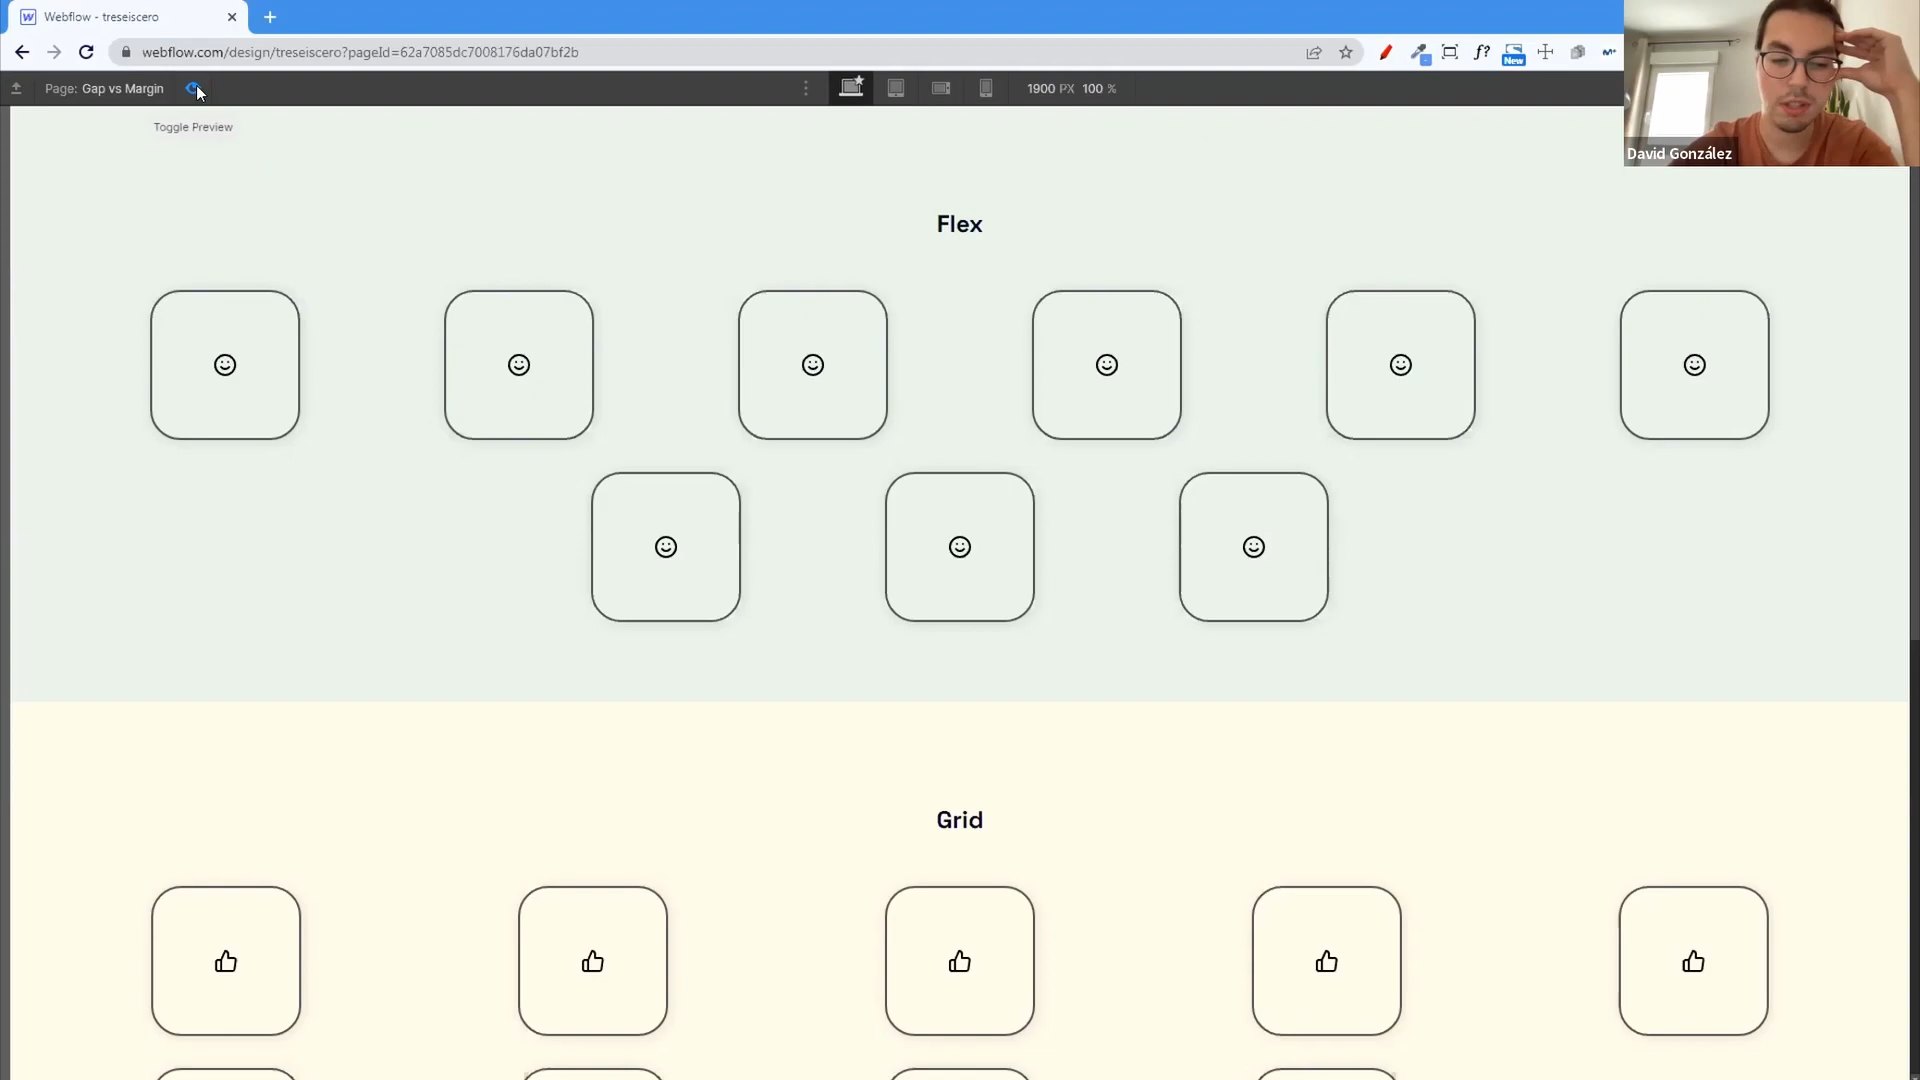 Webflow - treseiscero
webflow.com/design/treseiscero?pageId=62a7085dc7008176da07bf2b
f?
New
Page: Gap vs Margin
1900 PX 100 %
Toggle Preview
David González
Flex
Grid